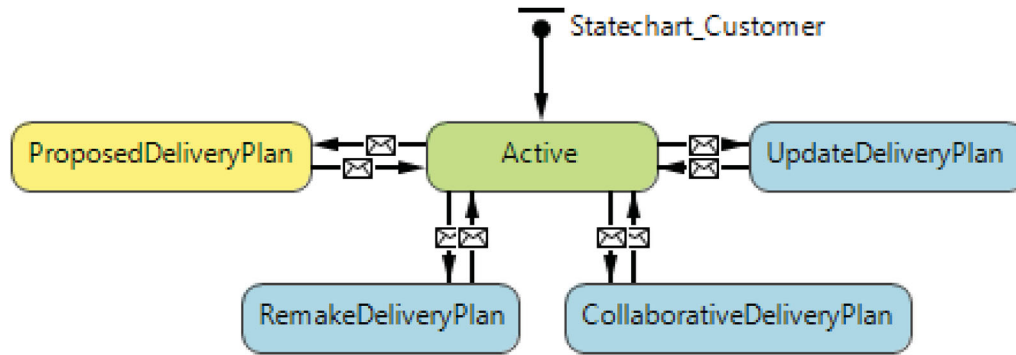 Statechart_Customer
ProposedDeliveryPlan
Active
UpdateDeliveryPlan
RemakeDeliveryPlan
CollaborativeDeliveryPlan